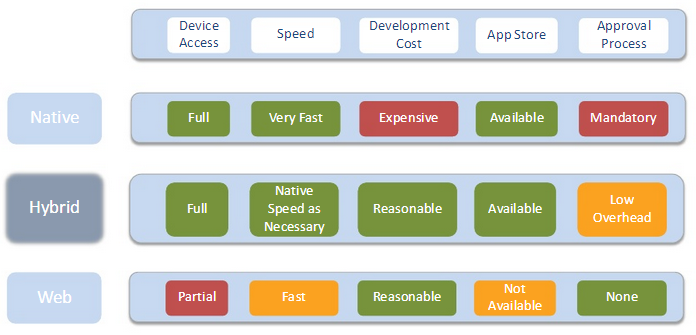 Device Access
Speed
Development Cost
App Store
Approval Process
Native
Full
Very Fast
Expensive
Available
Mandatory
Hybrid
Full
Native Speed as Necessary
Reasonable
Available
Low Overhead
Web
Partial
Fast
Reasonable
Not Available
None